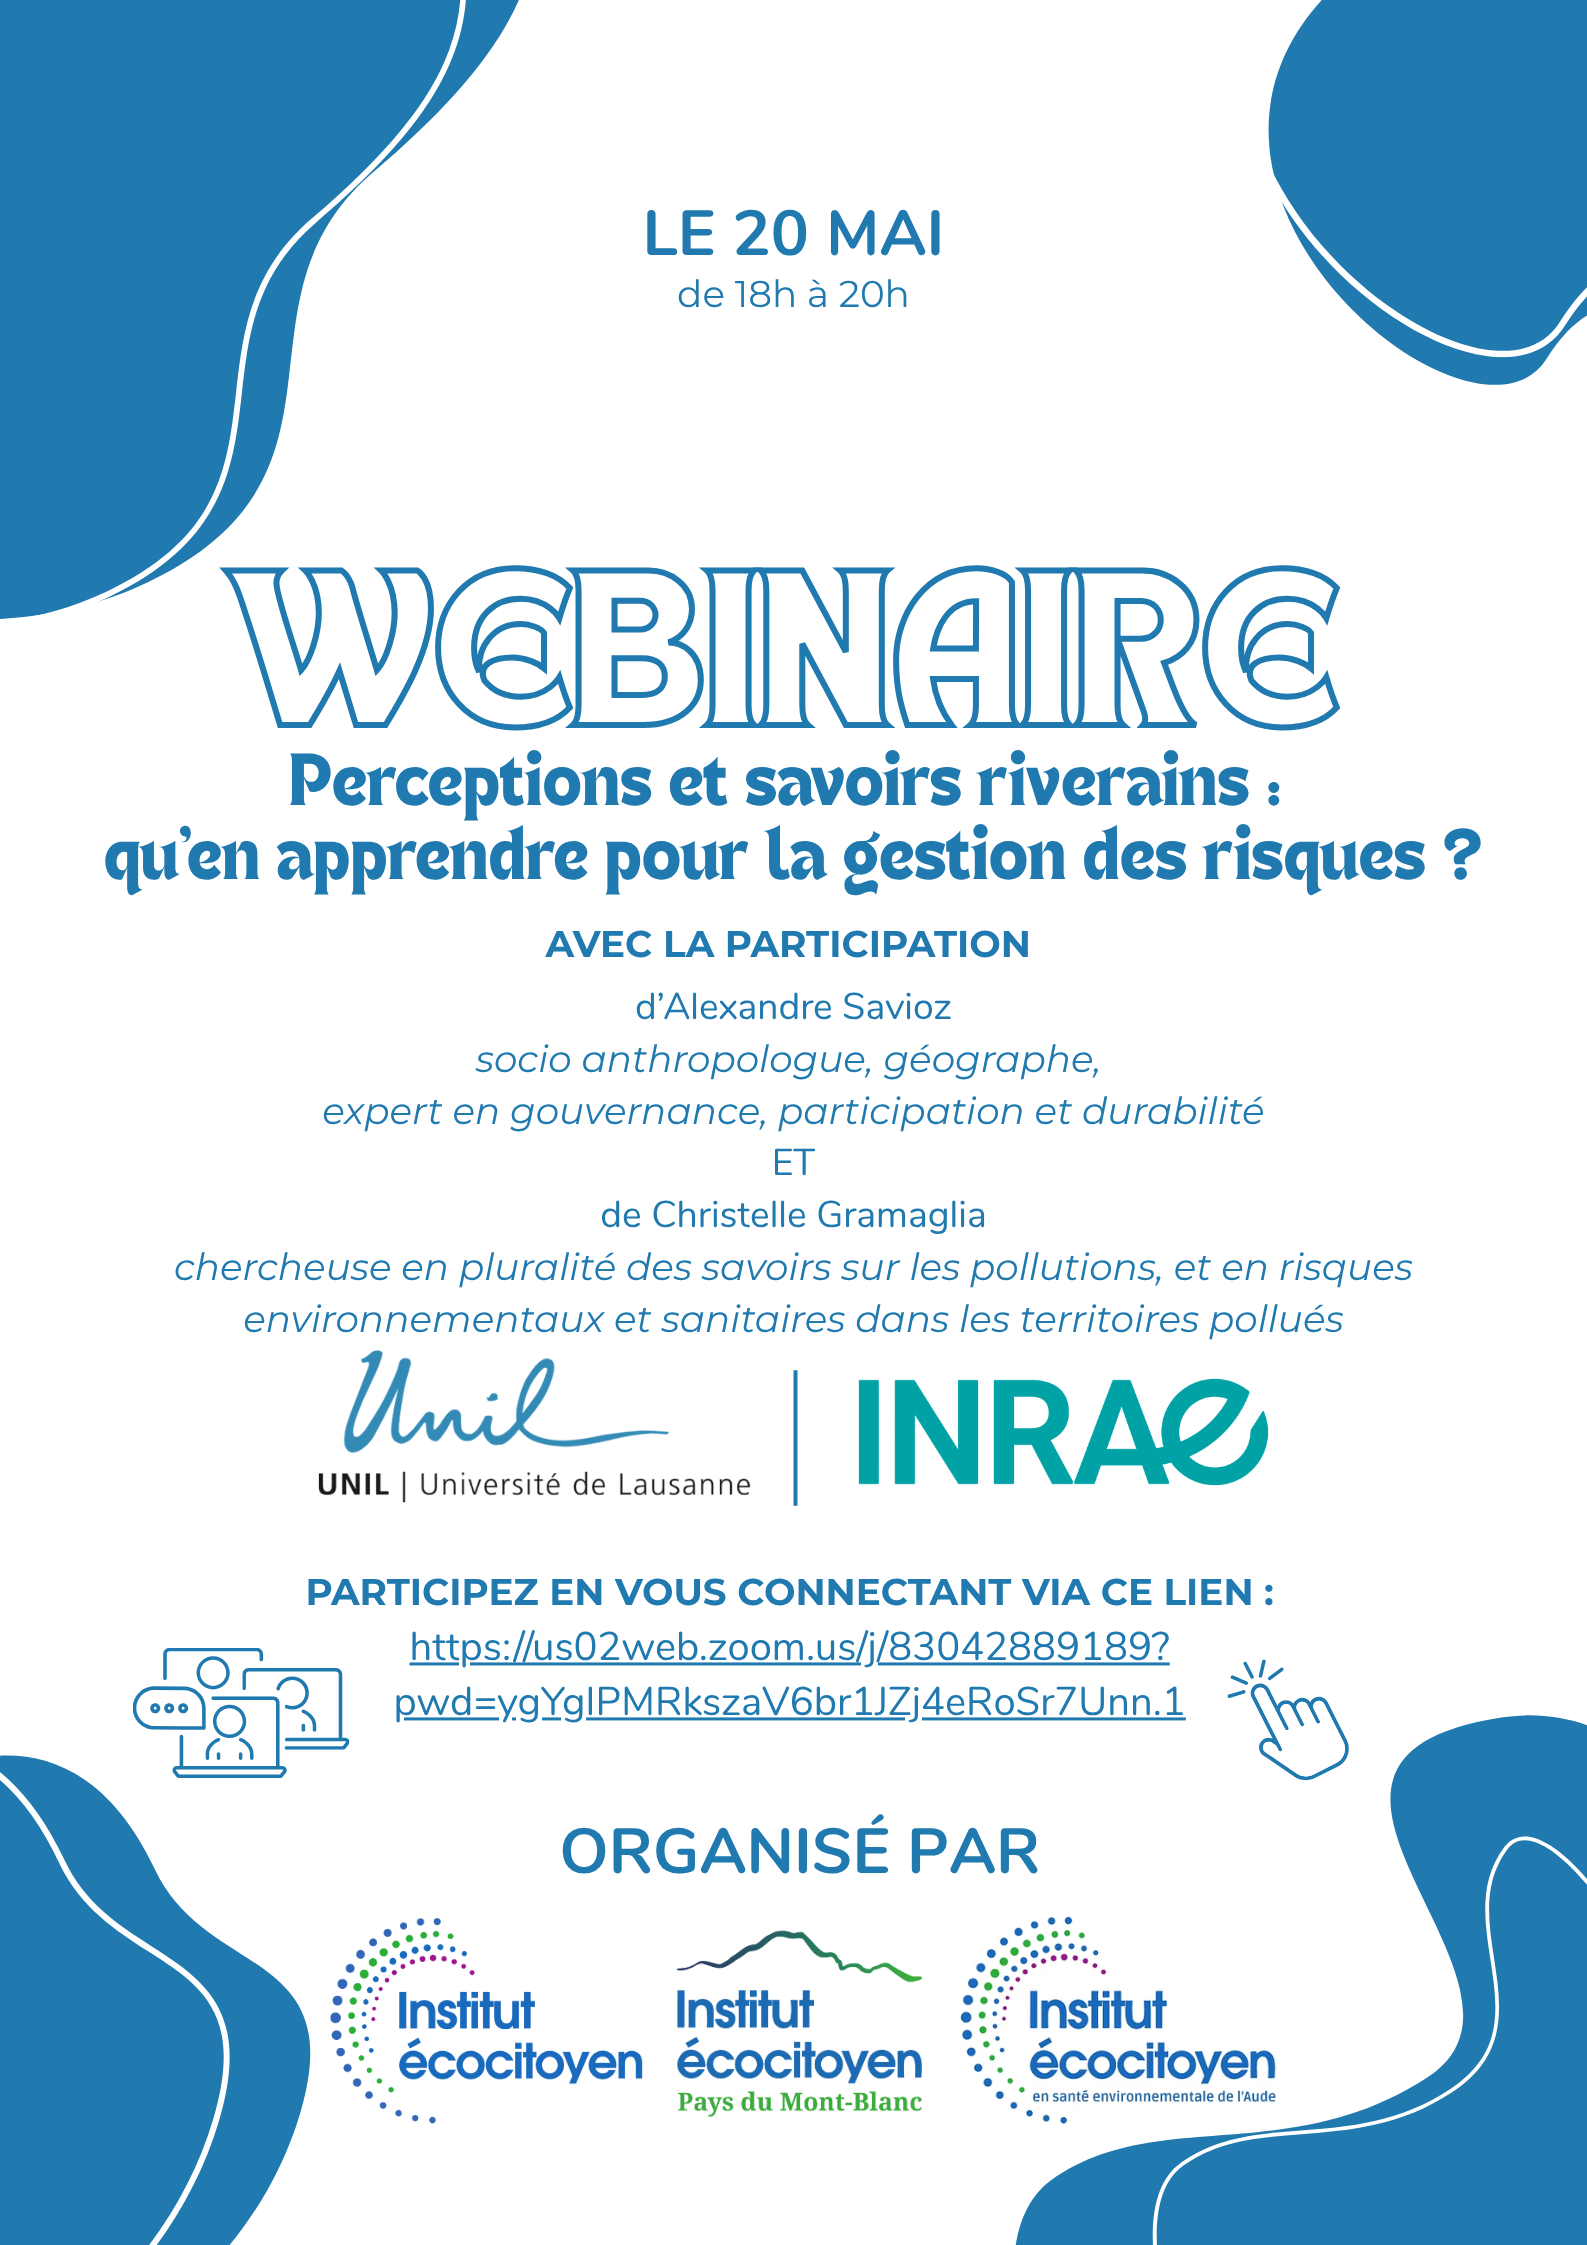 LE 20 MAI
de 18h à 20h
WEBINAIRE
Perceptions et savoirs riverains :
qu'en apprendre pour la gestion des risques ?
AVEC LA PARTICIPATION
d'Alexandre Savioz
socio anthropologue, géographe,
expert en gouvernance, participation et durabilité
ET
de Christelle Gramaglia
chercheuse en pluralité des savoirs sur les pollutions, et en risques
environnementaux et sanitaires dans les territoires pollués
Unil
UNIL | Université de Lausanne
INRAE
PARTICIPEZ EN VOUS CONNECTANT VIA CE LIEN :
https://us02web.zoom.us/j/83042889189?
pwd=ygYgIPMRkszaV6br1JZj4eRoSr7Unn.1
ORGANISÉ PAR
Institut
écocitoyen
Institut
écocitoyen
Pays du Mont-Blanc
Institut
écocitoyen
en santé environnementale de l'Aude